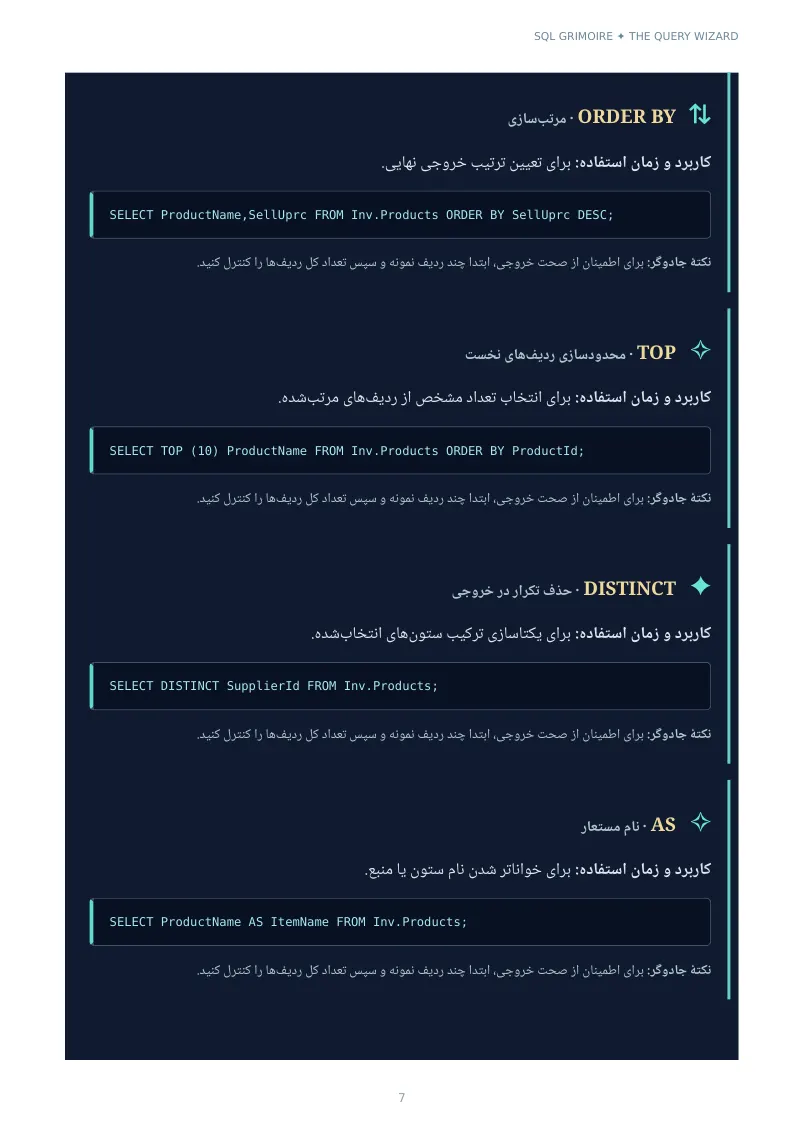 SQL GRIMOIRE ✦ THE QUERY WIZARD
⇅ ORDER BY · مرتب‌سازی
کاربرد و زمان استفاده: برای تعیین ترتیب خروجی نهایی.
SELECT ProductName,SellUprc FROM Inv.Products ORDER BY SellUprc DESC;
نکتهٔ جادوگر: برای اطمینان از صحت خروجی، ابتدا چند ردیف نمونه و سپس تعداد کل ردیف‌ها را کنترل کنید.
✧ TOP · محدودسازی ردیف‌های نخست
کاربرد و زمان استفاده: برای انتخاب تعداد مشخص از ردیف‌های مرتب‌شده.
SELECT TOP (10) ProductName FROM Inv.Products ORDER BY ProductId;
نکتهٔ جادوگر: برای اطمینان از صحت خروجی، ابتدا چند ردیف نمونه و سپس تعداد کل ردیف‌ها را کنترل کنید.
✦ DISTINCT · حذف تکرار در خروجی
کاربرد و زمان استفاده: برای یکتاسازی ترکیب ستون‌های انتخاب‌شده.
SELECT DISTINCT SupplierId FROM Inv.Products;
نکتهٔ جادوگر: برای اطمینان از صحت خروجی، ابتدا چند ردیف نمونه و سپس تعداد کل ردیف‌ها را کنترل کنید.
✧ AS · نام مستعار
کاربرد و زمان استفاده: برای خواناتر شدن نام ستون یا منبع.
SELECT ProductName AS ItemName FROM Inv.Products;
نکتهٔ جادوگر: برای اطمینان از صحت خروجی، ابتدا چند ردیف نمونه و سپس تعداد کل ردیف‌ها را کنترل کنید.
7